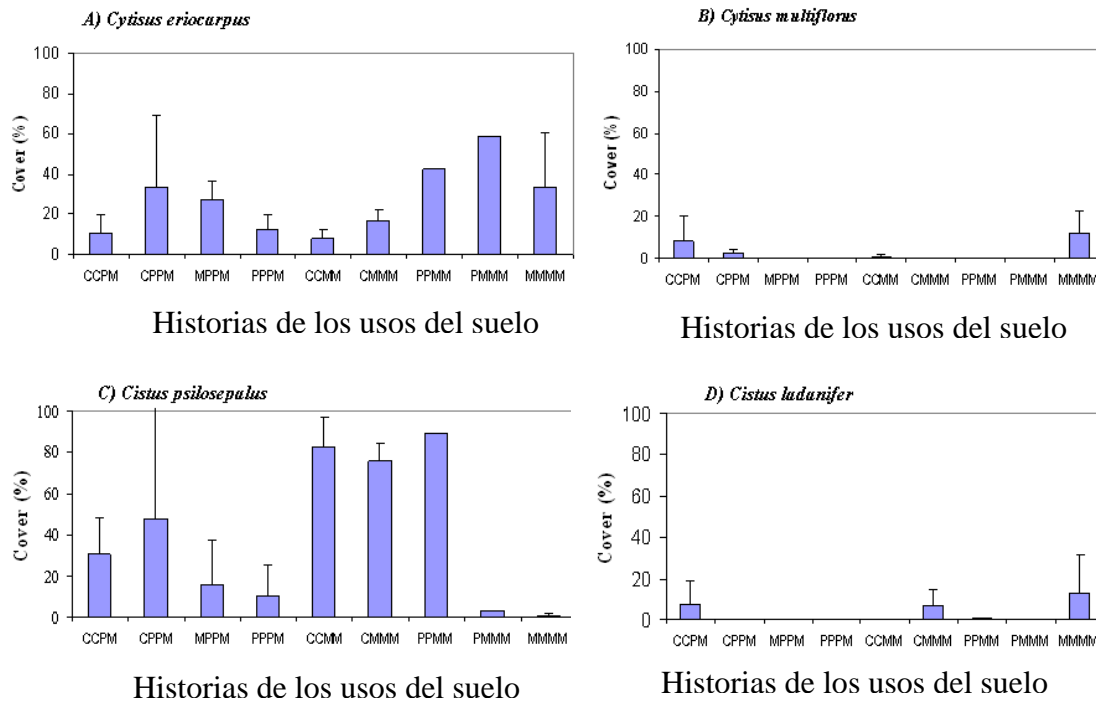 A) Cytisus eriocarpus
100
80
60
40
20
0
Cover (%)
CCPM CPPM MPPM PPPM CCMM CMMM PPMM PMMM MMMM
Historias de los usos del suelo
B) Cytisus multiflorus
100
80
60
40
20
0
Cover (%)
CCPM CPPM MPPM PPPM CCMM CMMM PPMM PMMM MMMM
Historias de los usos del suelo
C) Cistus psilosepalus
100
80
60
40
20
0
Cover (%)
CCPM CPPM MPPM PPPM CCMM CMMM PPMM PMMM MMMM
Historias de los usos del suelo
D) Cistus ladanifer
100
80
60
40
20
0
Cover (%)
CCPM CPPM MPPM PPPM CCMM CMMM PPMM PMMM MMMM
Historias de los usos del suelo